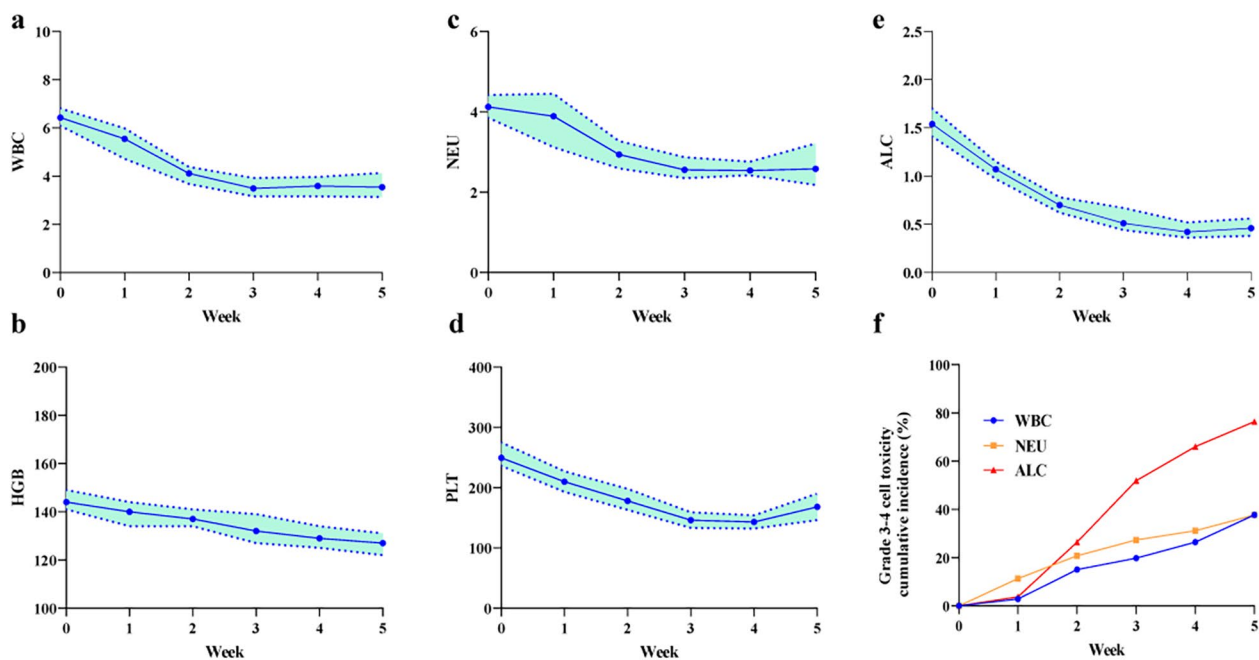 a
10
8
6
4
2
0
WBC
0 1 2 3 4 5
Week
c
6
4
2
0
NEU
0 1 2 3 4 5
Week
e
2.5
2.0
1.5
1.0
0.5
0.0
ALC
0 1 2 3 4 5
Week
b
200
180
160
140
120
100
HGB
0 1 2 3 4 5
Week
d
400
300
200
100
0
PLT
0 1 2 3 4 5
Week
f
100
80
60
40
20
0
Grade 3-4 cell toxicity
cumulative incidence (%)
WBC
NEU
ALC
0 1 2 3 4 5
Week